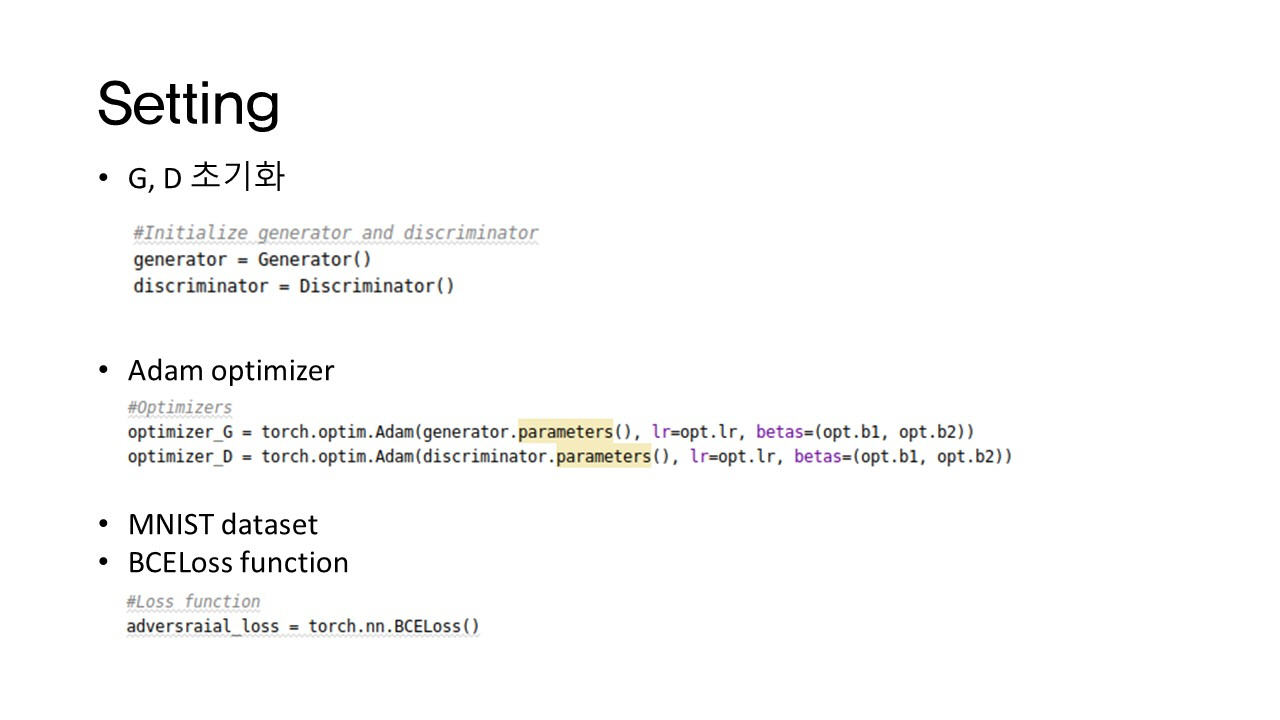 Setting
• G, D 초기화
#Initialize generator and discriminator
generator = Generator()
discriminator = Discriminator()
• Adam optimizer
#Optimizers
optimizer_G = torch.optim.Adam(generator.parameters(), lr=opt.lr, betas=(opt.b1, opt.b2))
optimizer_D = torch.optim.Adam(discriminator.parameters(), lr=opt.lr, betas=(opt.b1, opt.b2))
• MNIST dataset
• BCELoss function
#Loss function
adversraial_loss = torch.nn.BCELoss()